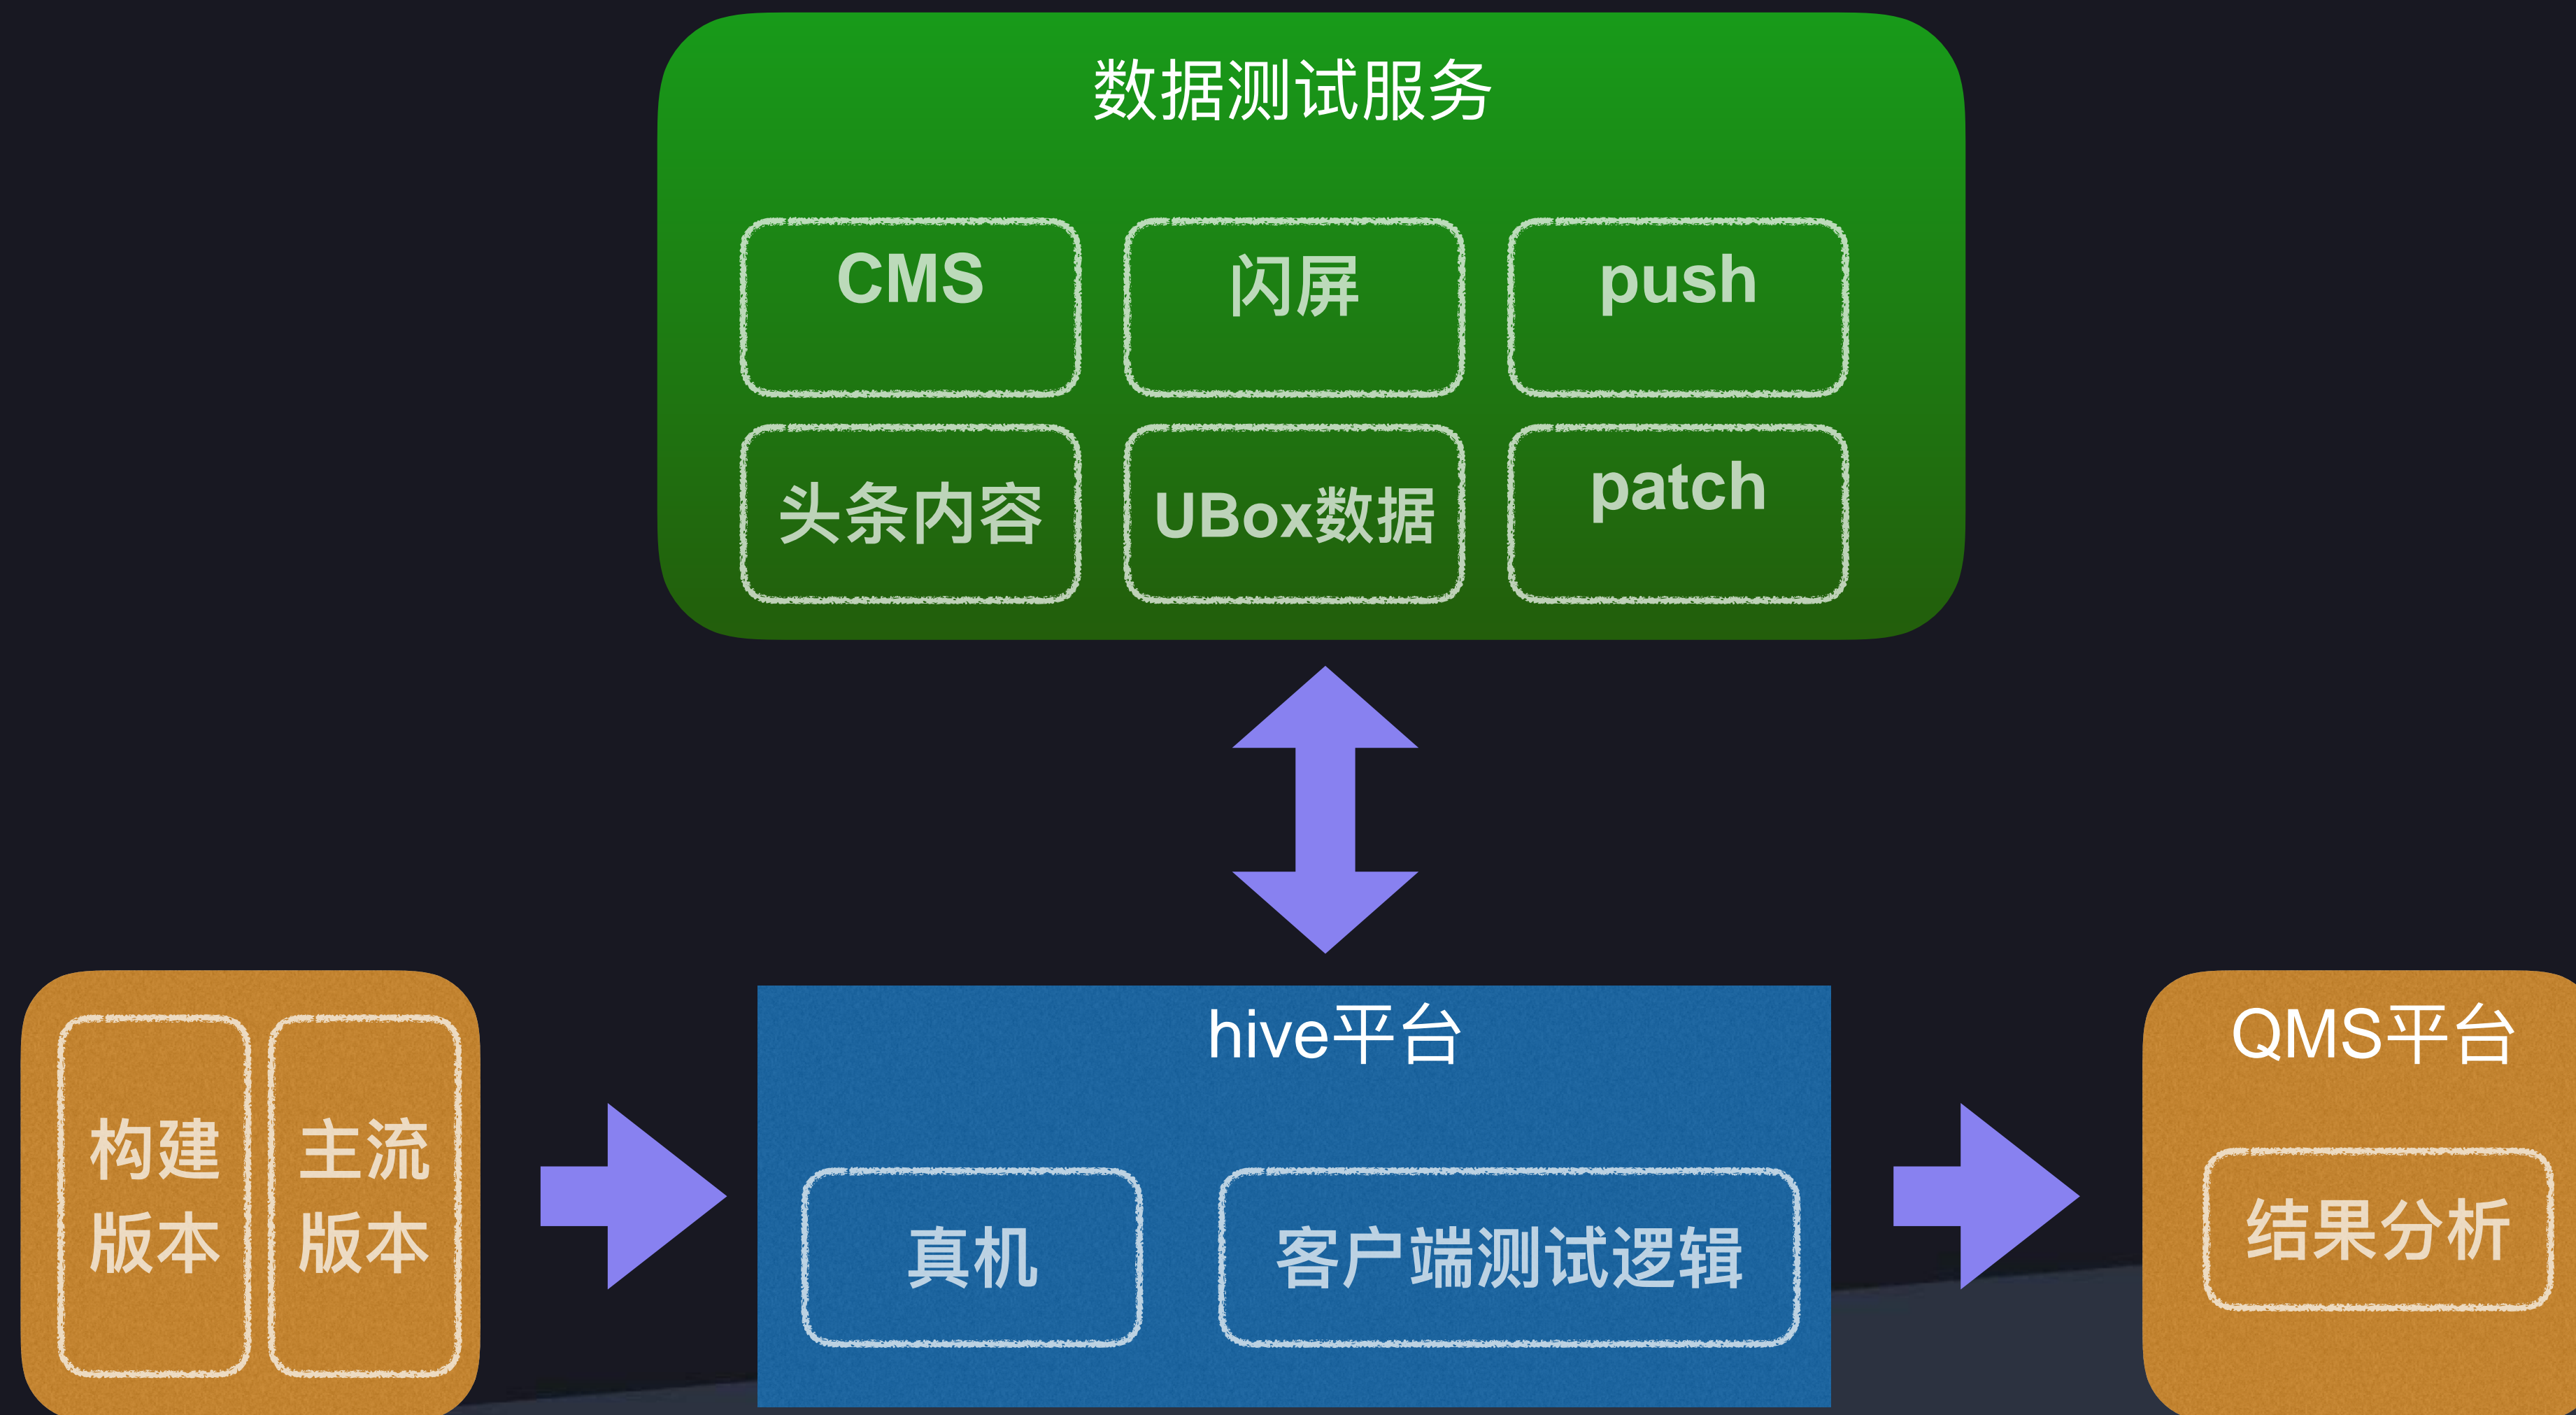 数据测试服务
CMS
闪屏
push
头条内容
UBox数据
patch
构建
版本
主流
版本
hive平台
真机
客户端测试逻辑
QMS平台
结果分析